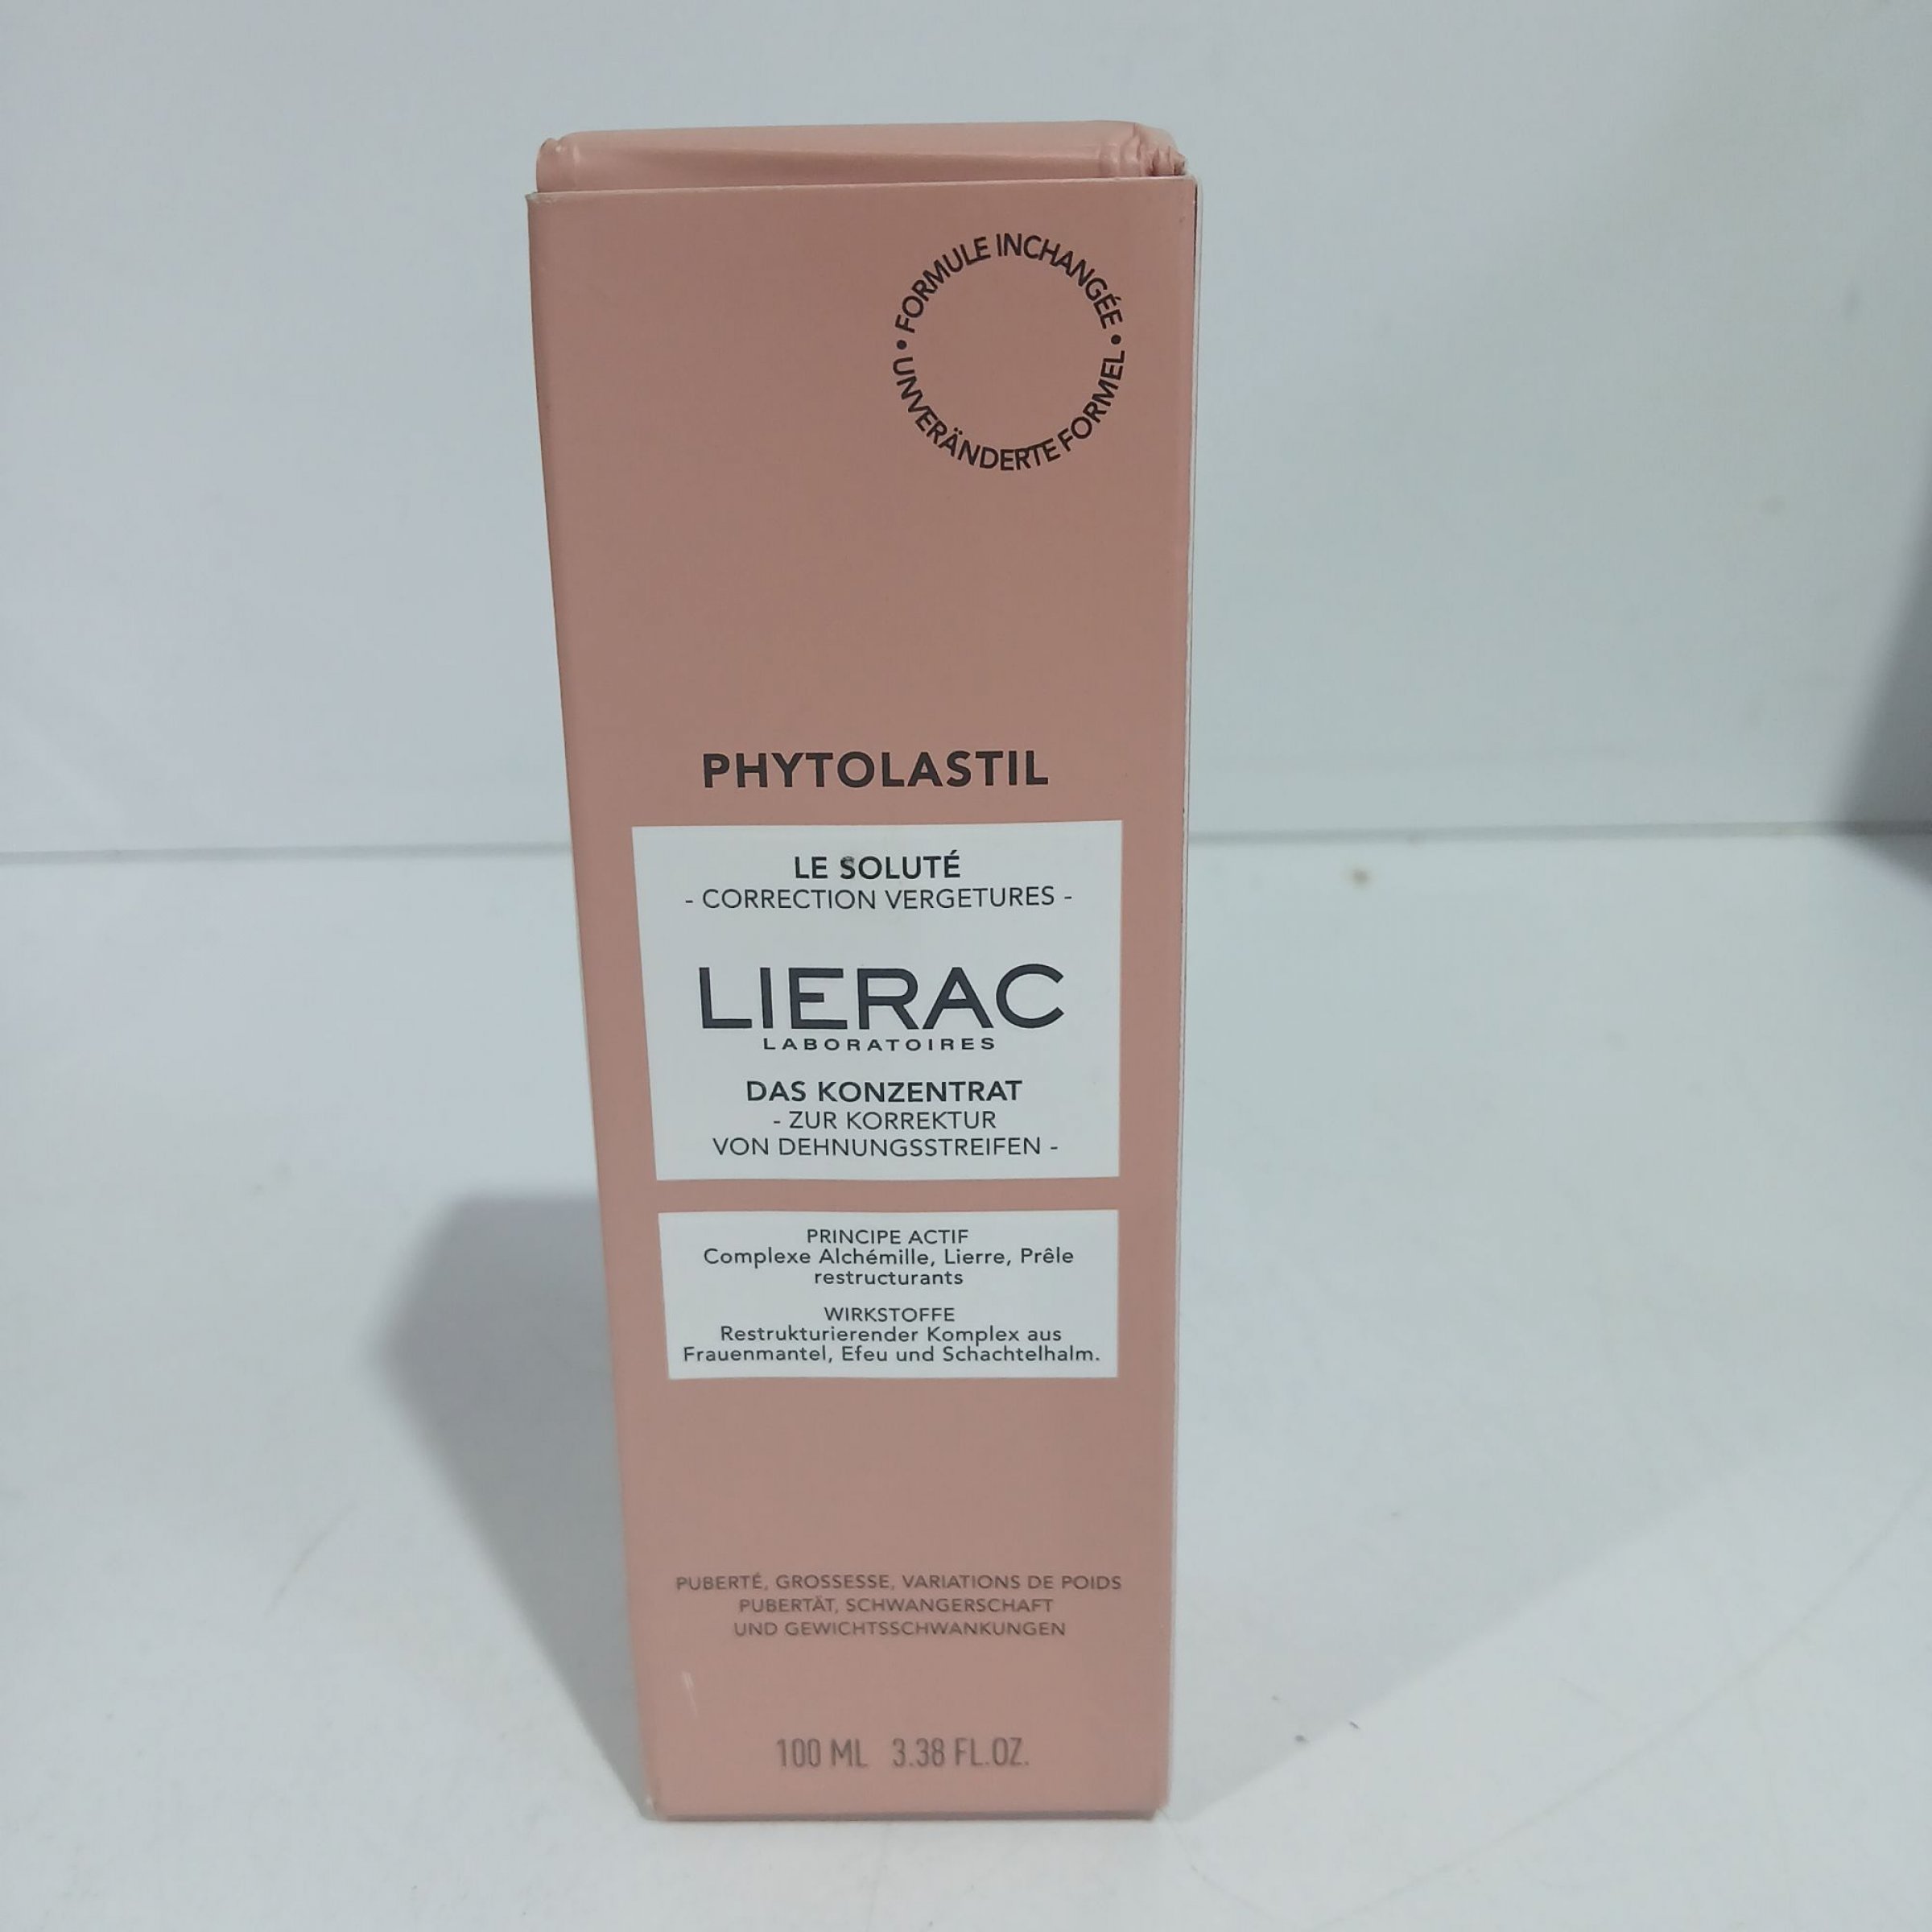 • FORMULE INCHANGÉE •
UNVERÄNDERTE FORMEL
PHYTOLASTIL
LE SOLUTÉ
- CORRECTION VERGETURES -
LIERAC
LABORATOIRES
DAS KONZENTRAT
- ZUR KORREKTUR
VON DEHNUNGSSTREIFEN -
PRINCIPE ACTIF
Complexe Alchémille, Lierre, Prêle
restructurants
WIRKSTOFFE
Restrukturierender Komplex aus
Frauenmantel, Efeu und Schachtelhalm.
PUBERTÉ, GROSSESSE, VARIATIONS DE POIDS
PUBERTÄT, SCHWANGERSCHAFT
UND GEWICHTSSCHWANKUNGEN
100 ML 3.38 FL.OZ.